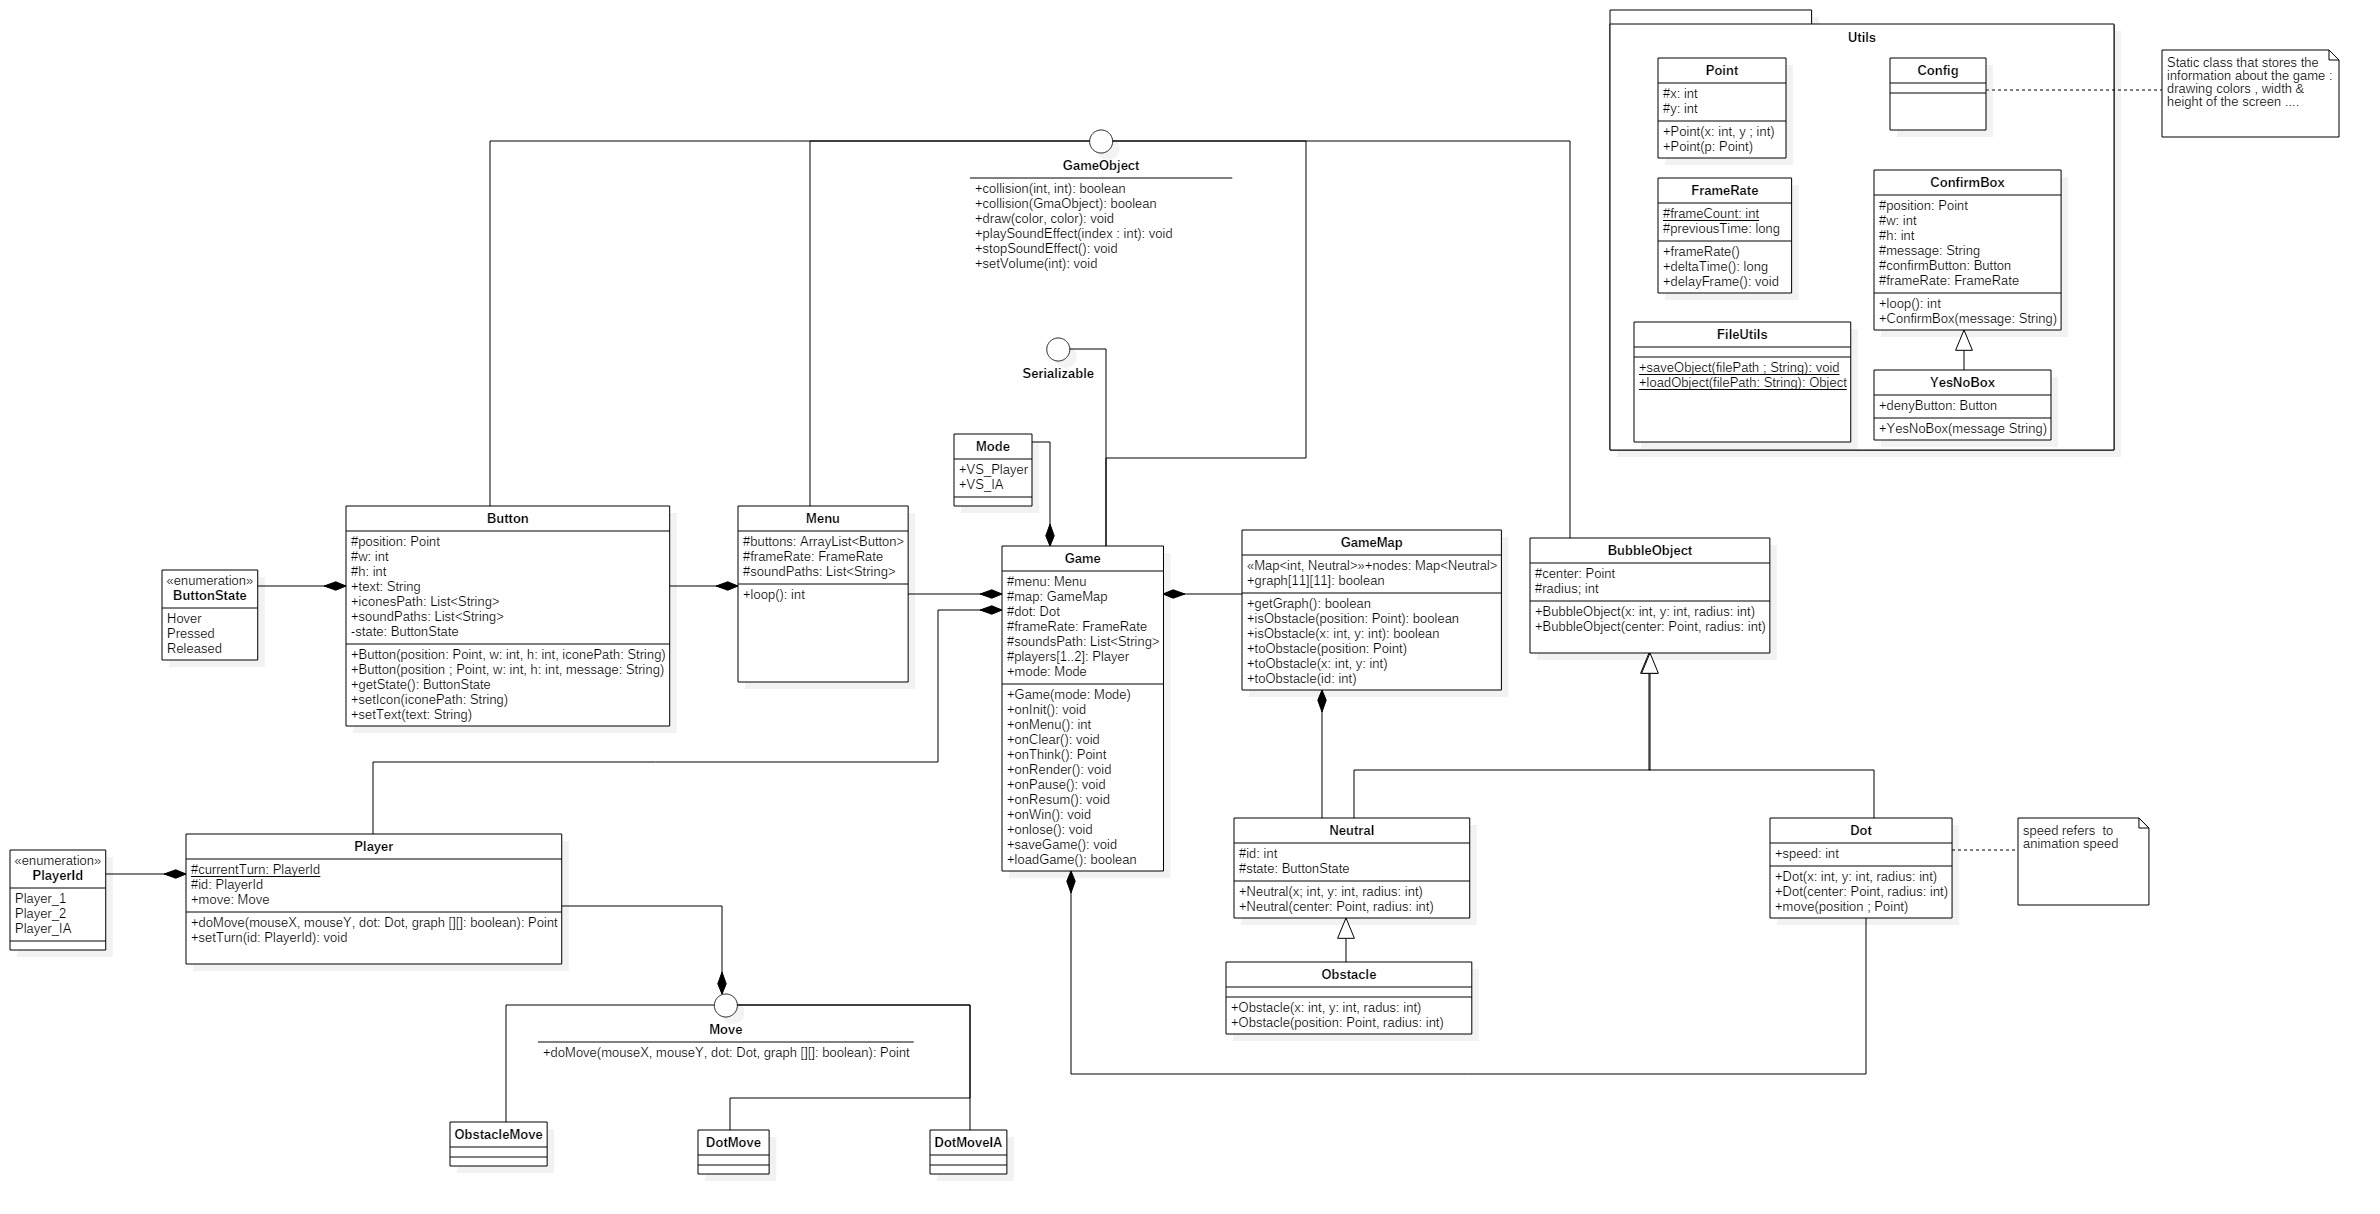 Utils
Point
#x: int
#y: int
+Point(x: int, y ; int)
+Point(p: Point)
Config
Static class that stores the
information about the game :
drawing colors , width &
height of the screen ....
FrameRate
#frameCount: int
#previousTime: long
+frameRate()
+deltaTime(): long
+delayFrame(): void
ConfirmBox
#position: Point
#w: int
#h: int
#message: String
#confirmButton: Button
#frameRate: FrameRate
+loop(): int
+ConfirmBox(message: String)
FileUtils
+saveObject(filePath ; String): void
+loadObject(filePath: String): Object
YesNoBox
+denyButton: Button
+YesNoBox(message String)
GameObject
+collision(int, int): boolean
+collision(GmaObject): boolean
+draw(color, color): void
+playSoundEffect(index : int): void
+stopSoundEffect(): void
+setVolume(int): void
Serializable
Mode
+VS_Player
+VS_IA
«enumeration»
ButtonState
Hover
Pressed
Released
Button
#position: Point
#w: int
#h: int
+text: String
+iconesPath: List<String>
+soundPaths: List<String>
-state: ButtonState
+Button(position: Point, w: int, h: int, iconePath: String)
+Button(position ; Point, w: int, h: int, message: String)
+getState(): ButtonState
+setIcon(iconePath: String)
+setText(text: String)
Menu
#buttons: ArrayList<Button>
#frameRate: FrameRate
#soundPaths: List<String>
+loop(): int
Game
#menu: Menu
#map: GameMap
#dot: Dot
#frameRate: FrameRate
#soundsPath: List<String>
#players[1..2]: Player
+mode: Mode
+Game(mode: Mode)
+onInit(): void
+onMenu(): int
+onClear(): void
+onThink(): Point
+onRender(): void
+onPause(): void
+onResum(): void
+onWin(): void
+onlose(): void
+saveGame(): void
+loadGame(): boolean
GameMap
«Map<int, Neutral>»+nodes: Map<Neutral>
+graph[11][11]: boolean
+getGraph(): boolean
+isObstacle(position: Point): boolean
+isObstacle(x: int, y: int): boolean
+toObstacle(position: Point)
+toObstacle(x: int, y: int)
+toObstacle(id: int)
BubbleObject
#center: Point
#radius; int
+BubbleObject(x: int, y: int, radius: int)
+BubbleObject(center: Point, radius: int)
«enumeration»
PlayerId
Player_1
Player_2
Player_IA
Player
#currentTurn: PlayerId
#id: PlayerId
+move: Move
+doMove(mouseX, mouseY, dot: Dot, graph [][]: boolean): Point
+setTurn(id: PlayerId): void
Neutral
#id: int
#state: ButtonState
+Neutral(x; int, y: int, radius: int)
+Neutral(center: Point, radius: int)
Dot
+speed: int
+Dot(x: int, y: int, radius: int)
+Dot(center: Point, radius: int)
+move(position ; Point)
speed refers  to
animation speed
Obstacle
+Obstacle(x: int, y: int, radus: int)
+Obstacle(position: Point, radius: int)
Move
+doMove(mouseX, mouseY, dot: Dot, graph [][]: boolean): Point
ObstacleMove
DotMove
DotMoveIA